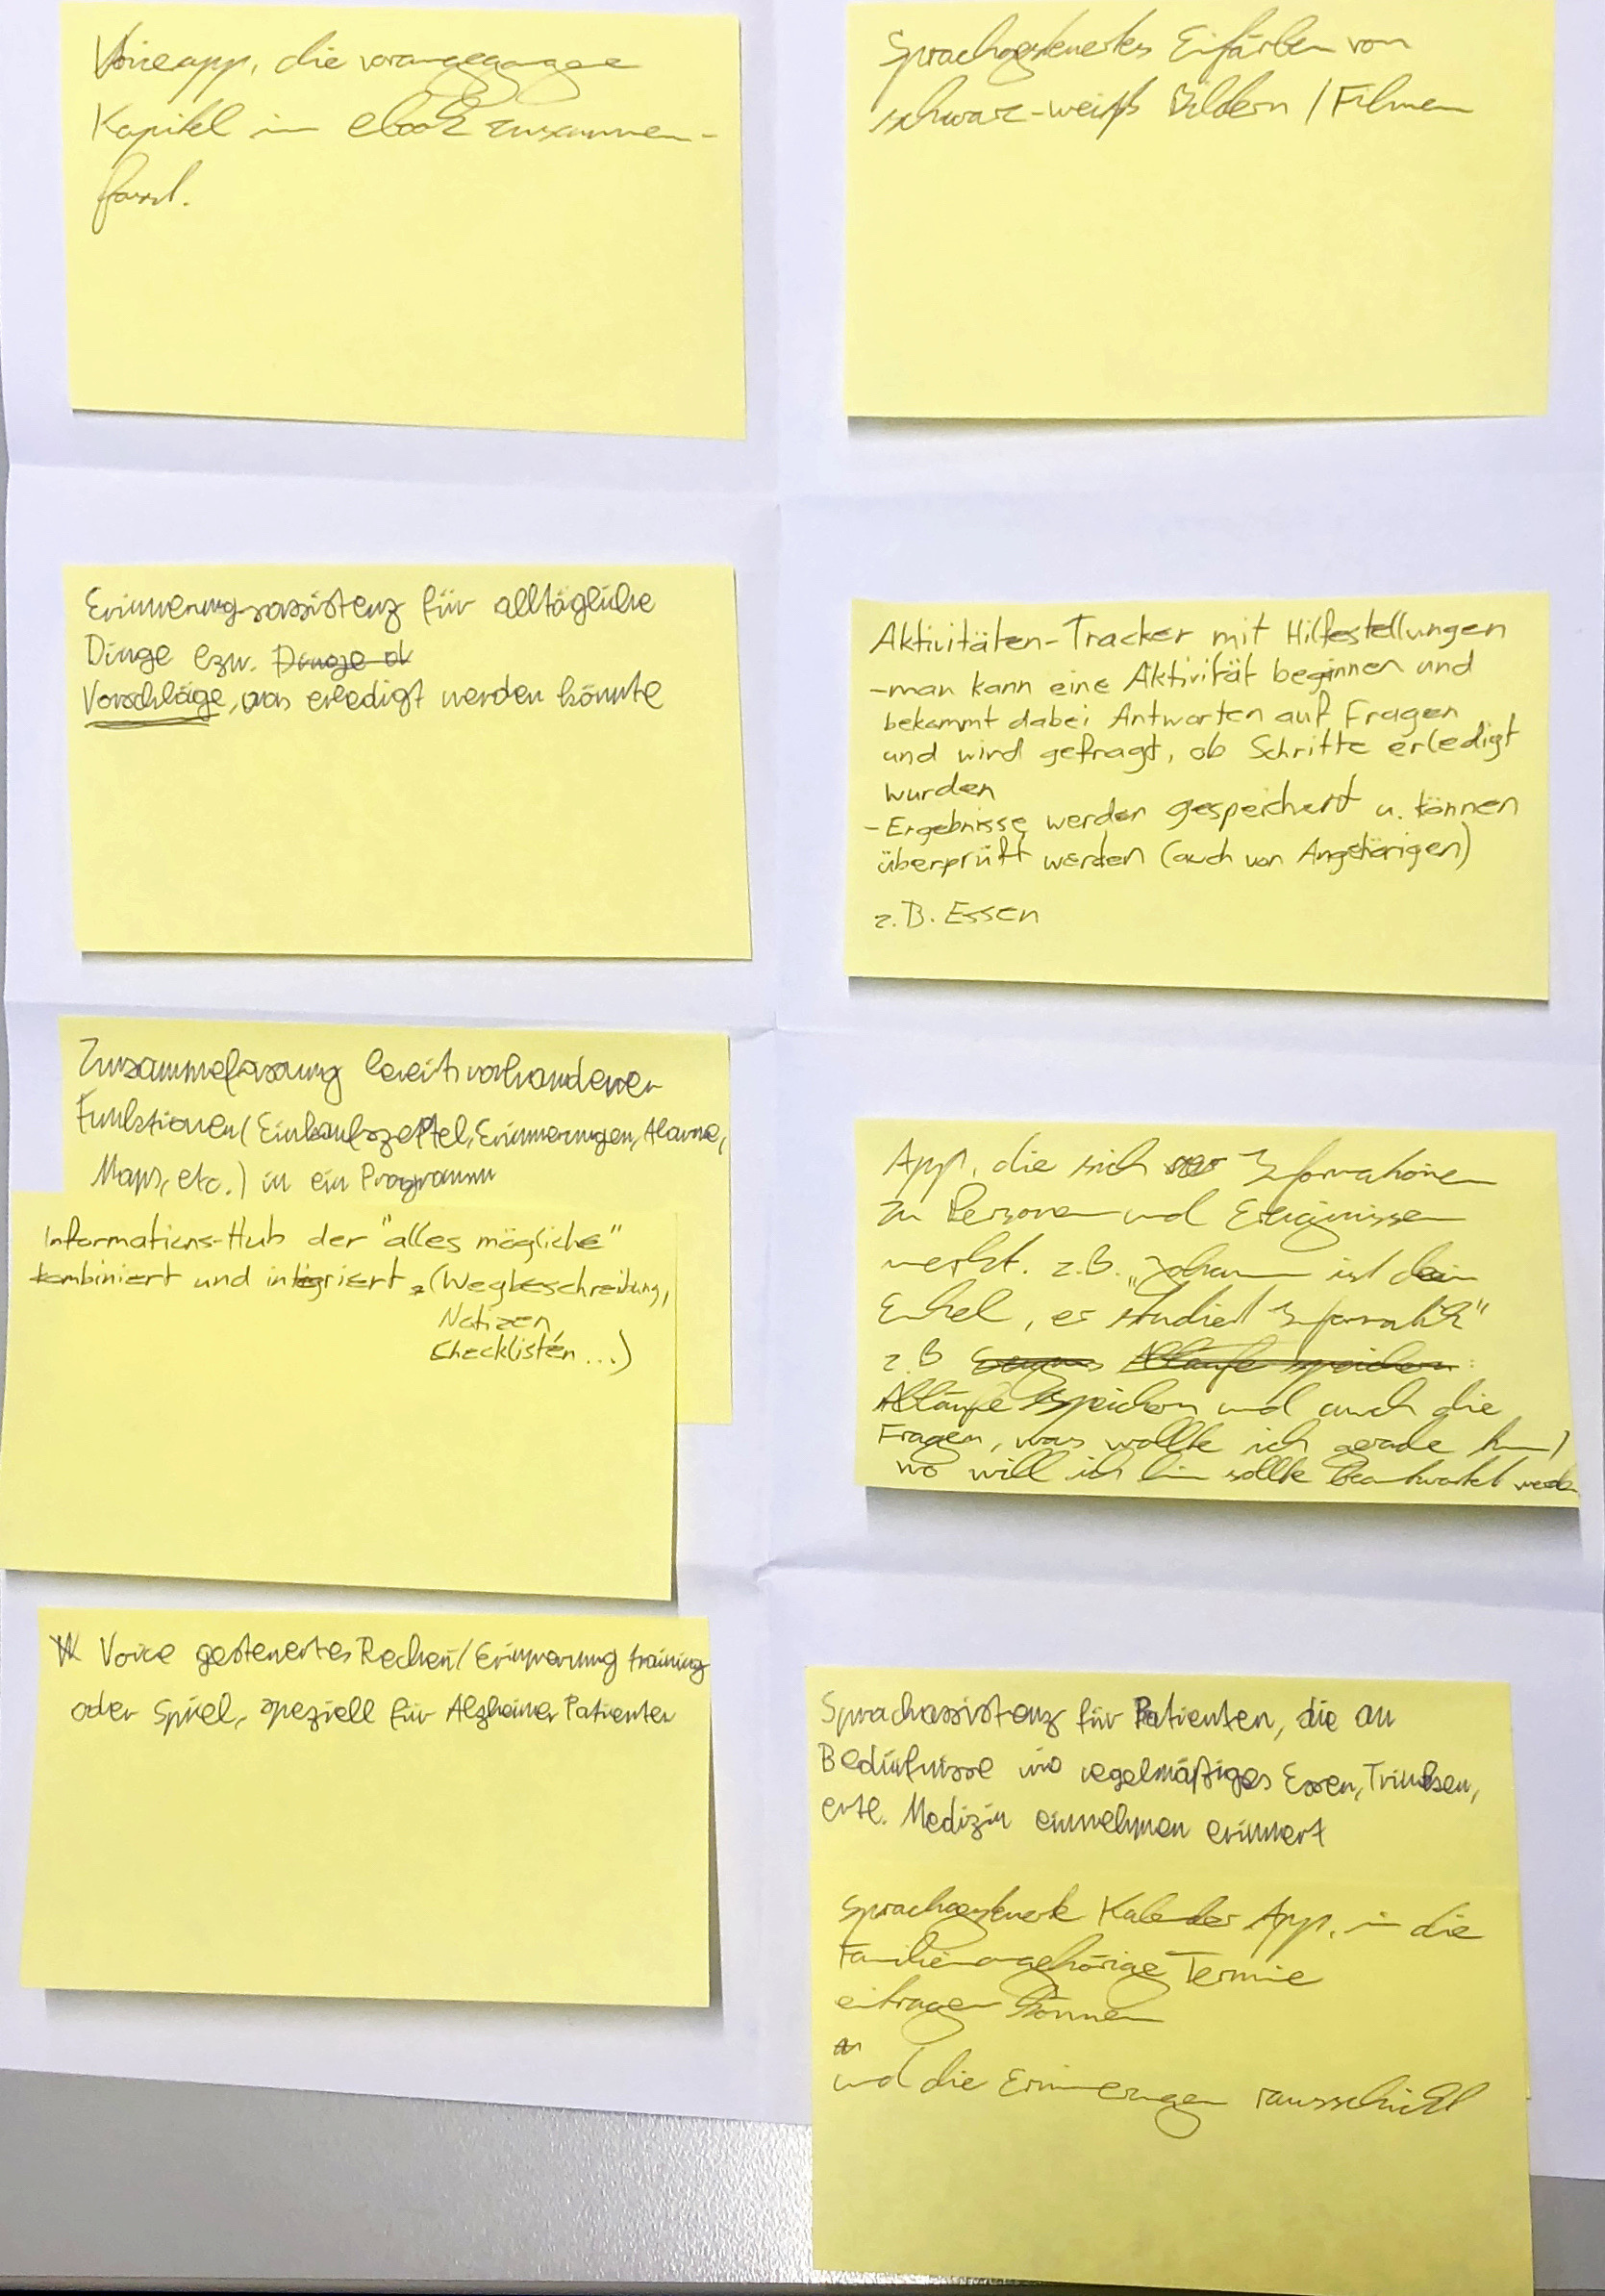 Voiceapp, die vorangegangene
Kapitel im ebook zusammen-
fasst.
Sprachgesteuertes Einfärben von
schwarz-weiß Bildern / Filmen
Erinnerungsassistenz für alltägliche
Dinge bzw. Dinge d
Vorschläge, was erledigt werden könnte
Aktivitäten-Tracker mit Hilfestellungen
-man kann eine Aktivität beginnen und
bekommt dabei Antworten auf Fragen
und wird gefragt, ob Schritte erledigt
wurden
-Ergebnisse werden gespeichert u. können
überprüft werden (auch von Angehörigen)
z.B. Essen
Zusammefassung bereits vorhandener
Funktionen (Einkaufszettel, Erinnerungen, Alarme,
Maps, etc.) in ein Programm
Informations-Hub der "alles mögliche"
kombiniert und integriert (Wegbeschreibung,
Notizen,
Checklisten ...)
App, die sich Informationen
zu Personen und Ereignissen
merkt. z.B. „Johann ist dein
Enkel, er studiert Informatik"
z.B Abläufe speichern
Abläufe speichern und auch die
Fragen, was wollte ich gerade tun /
wo will ich hin sollte beantwortet werden
Voice gesteuertes Rechen/Erinnerung training
oder Spiel, speziell für Alzheimer Patienten
Sprachassistenz für Patienten, die an
Bedürfnisse wie regelmäßiges Essen, Trinken,
evtl. Medizin einnehmen erinnert
Sprachgesteuerte Kalender App, in die
Familienangehörige Termine
eintragen können
und die Erinnerungen rausschickt